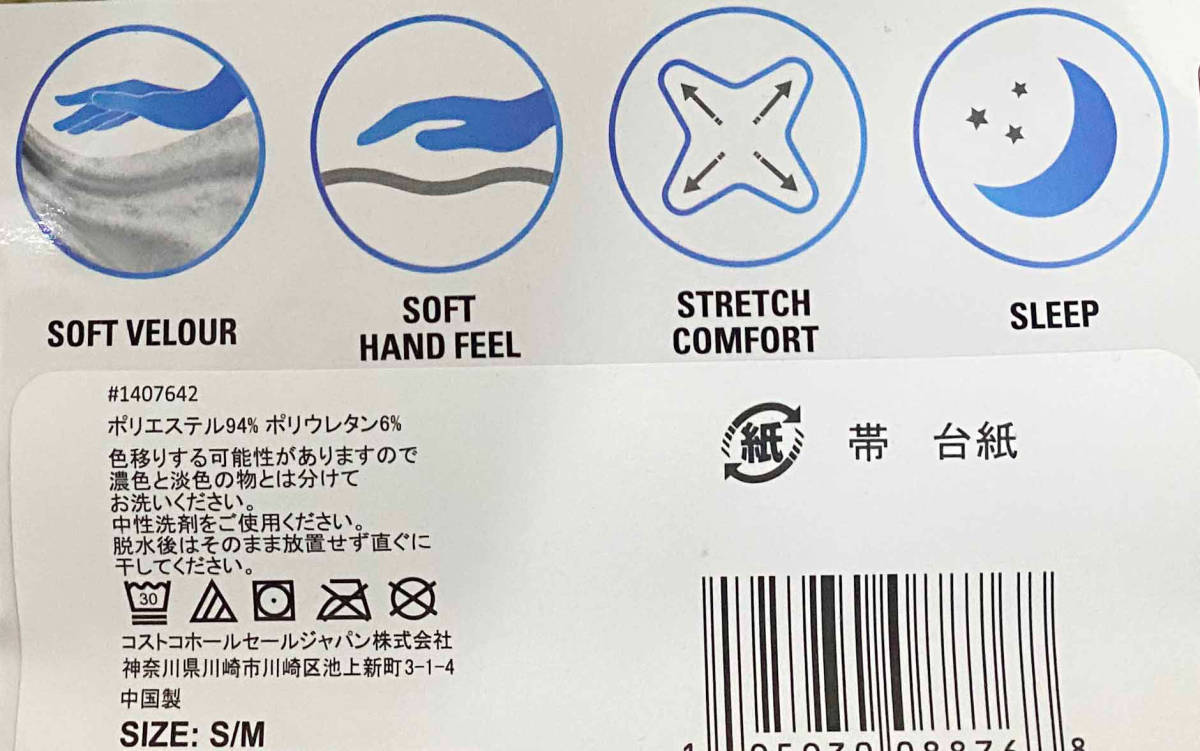 SOFT VELOUR
SOFT
HAND FEEL
STRETCH
COMFORT
SLEEP
#1407642
ポリエステル94% ポリウレタン6%
色移りする可能性がありますので
濃色と淡色の物とは分けて
お洗いください。
中性洗剤をご使用ください。
脱水後はそのまま放置せず直ぐに
干してください。
30
コストコホールセールジャパン株式会社
神奈川県川崎市川崎区池上新町3-1-4
中国製
SIZE: S/M
紙 帯 台紙